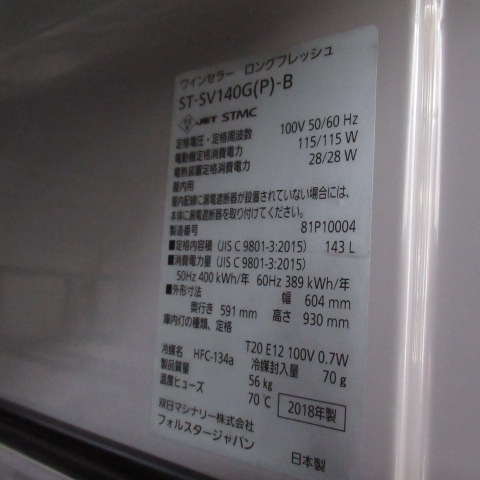 ワインセラー ロングフレッシュ
ST-SV140G(P)-B
JET STMC
定格電圧・定格周波数 100V 50/60 Hz
電動機定格消費電力 115/115 W
電熱装置定格消費電力 28/28 W
屋内用
屋内配線に漏電遮断器が設置されていない場合には、
本体に漏電遮断器を取り付けてください。
製造番号 81P10004
■定格内容積（JIS C 9801-3:2015） 143 L
■消費電力量（JIS C 9801-3:2015）
50Hz 400 kWh/年 60Hz 389 kWh/年
■外形寸法 幅 604 mm
奥行き 591 mm 高さ 930 mm
庫内灯の種類、定格
T20 E12 100V 0.7W
冷媒名 HFC-134a 冷媒封入量 70 g
製品質量 56 kg
温度ヒューズ 70 ℃ 2018年製
双日マシナリー株式会社
フォルスタージャパン 日本製